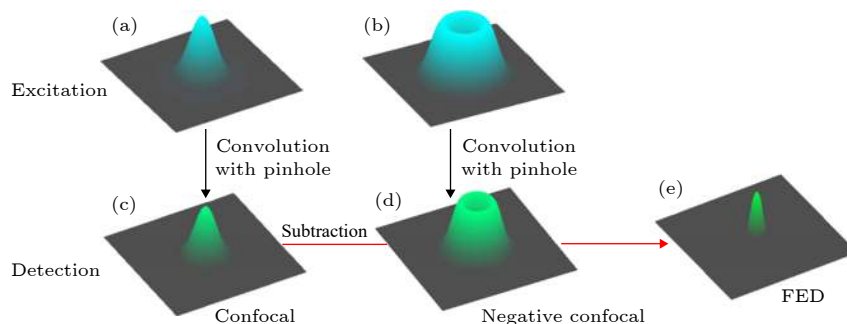 (a)
(b)
Excitation
Convolution
with pinhole
Convolution
with pinhole
(c)
(d)
(e)
Subtraction
Detection
Confocal
Negative confocal
FED